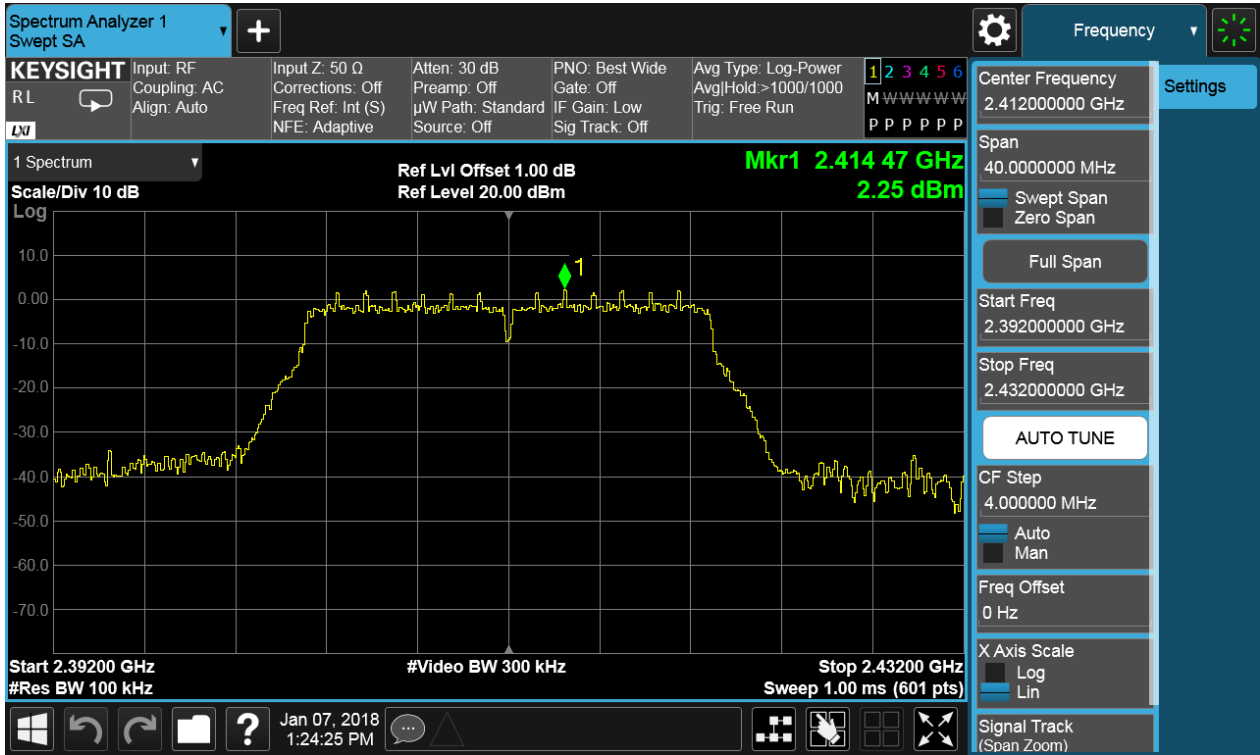 Spectrum Analyzer 1
Swept SA
+
Frequency
KEYSIGHT
RL
LXI
Input: RF
Coupling: AC
Align: Auto
Input Z: 50 Ω
Corrections: Off
Freq Ref: Int (S)
NFE: Adaptive
Atten: 30 dB
Preamp: Off
µW Path: Standard
Source: Off
PNO: Best Wide
Gate: Off
IF Gain: Low
Sig Track: Off
Avg Type: Log-Power
Avg|Hold:>1000/1000
Trig: Free Run
1 2 3 4 5 6
M W W W W W
P P P P P P
1 Spectrum
Scale/Div 10 dB
Log
Ref Lvl Offset 1.00 dB
Ref Level 20.00 dBm
Mkr1 2.414 47 GHz
2.25 dBm
1
10.0
0.00
-10.0
-20.0
-30.0
-40.0
-50.0
-60.0
-70.0
Start 2.39200 GHz
#Res BW 100 kHz
#Video BW 300 kHz
Stop 2.43200 GHz
Sweep 1.00 ms (601 pts)
Settings
Center Frequency
2.412000000 GHz
Span
40.0000000 MHz
Swept Span
Zero Span
Full Span
Start Freq
2.392000000 GHz
Stop Freq
2.432000000 GHz
AUTO TUNE
CF Step
4.000000 MHz
Auto
Man
Freq Offset
0 Hz
X Axis Scale
Log
Lin
Signal Track
(Span Zoom)
?
Jan 07, 2018
1:24:25 PM